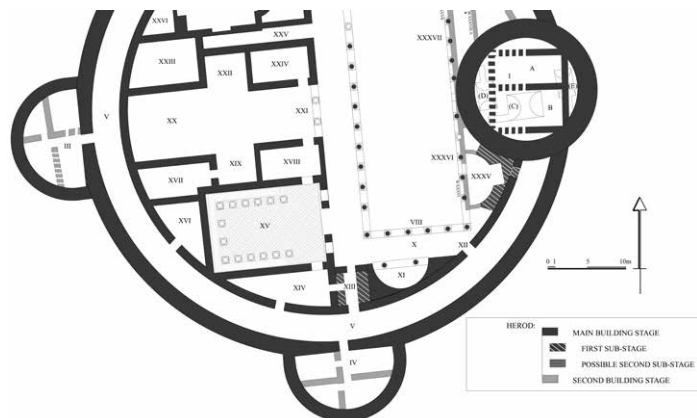 XXVI
XXV
XXXVII
XXIII
XXII
XXIV
A
I
(D)
(E)
(C)
B
V
XXI
XX
III
XIX
XVIII
XXXVI
XVII
XXXV
XVI
XV
VIII
X
XII
XI
XIV
XIII
0 1 5 10m
V
IV
HEROD:
MAIN BUILDING STAGE
FIRST SUB-STAGE
POSSIBLE SECOND SUB-STAGE
SECOND BUILDING STAGE